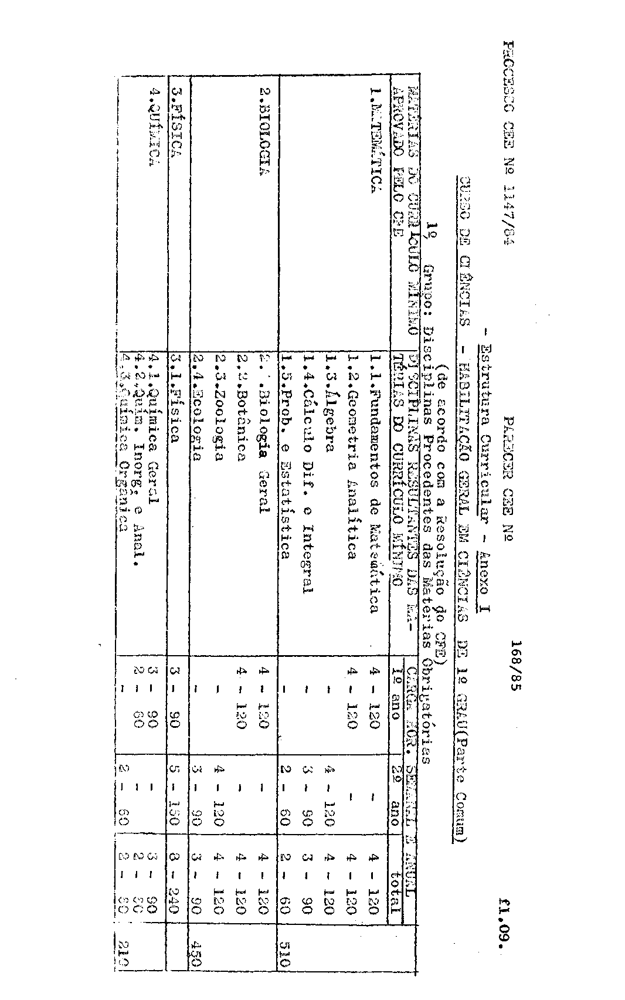 PROCESSO CEE Nº 1147/84 PARECER CEE Nº 168/85 fl.09.
- Estrutura Curricular - Anexo I
CURSO DE CIÊNCIAS - HABILITAÇÃO GERAL EM CIÊNCIAS DE 1º GRAU(Parte Comum)
(de acordo com a Resolução do CFE)
1º, Grupo: Disciplinas Procedentes das Matérias Obrigatórias
MATÉRIAS DO CURRÍCULO MÍNIMO DISCIPLINAS RESULTANTES DAS MA- CARGA HOR. SEMANAL E ANUAL
APROVADO PELO CFE TÉRIAS DO CURRÍCULO MÍNIMO 1º ano 2º ano total
1.MATEMÁTICA 1.1.Fundamentos de Matemática 4 - 120 - 4 - 120
1.2.Geometria Analítica 4 - 120 - 4 - 120
1.3.Álgebra - 4 - 120 4 - 120
1.4.Cálculo Dif. e Integral - 3 - 90 3 - 90
1.5.Prob. e Estatística - 2 - 60 2 - 60 510
2.BIOLOGIA 2. .Biologia Geral 4 - 120 - 4 - 120
2.2.Botânica 4 - 120 - 4 - 120
2.3.Zoologia - 4 - 120 4 - 120
2.4.Ecologia - 3 - 90 3 - 90 450
3.FÍSICA 3.1.Física 3 - 90 5 - 150 8 - 240
4.QUÍMICA 4.1.Química Geral 3 - 90 - 3 - 90
4.2.Quím. Inorg. e Anal. 2 - 60 - 2 - 60
4.3.Química Orgânica - 2 - 60 2 - 60 210